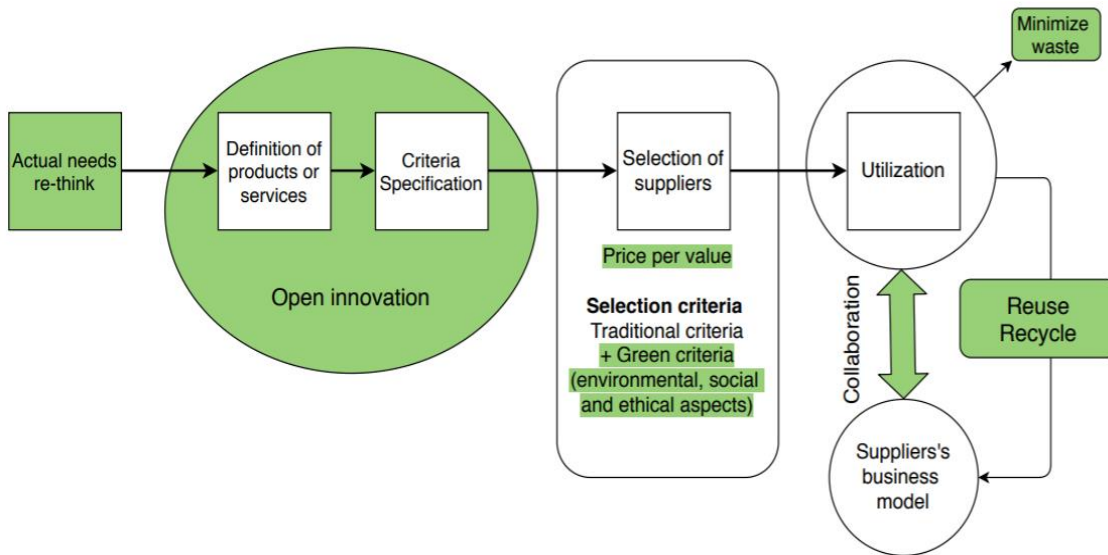 Minimize
waste
Actual needs
re-think
Definition of
products or
services
Criteria
Specification
Open innovation
Selection of
suppliers
Price per value
Selection criteria
Traditional criteria
+ Green criteria
(environmental, social
and ethical aspects)
Utilization
Collaboration
Reuse
Recycle
Suppliers's
business
model